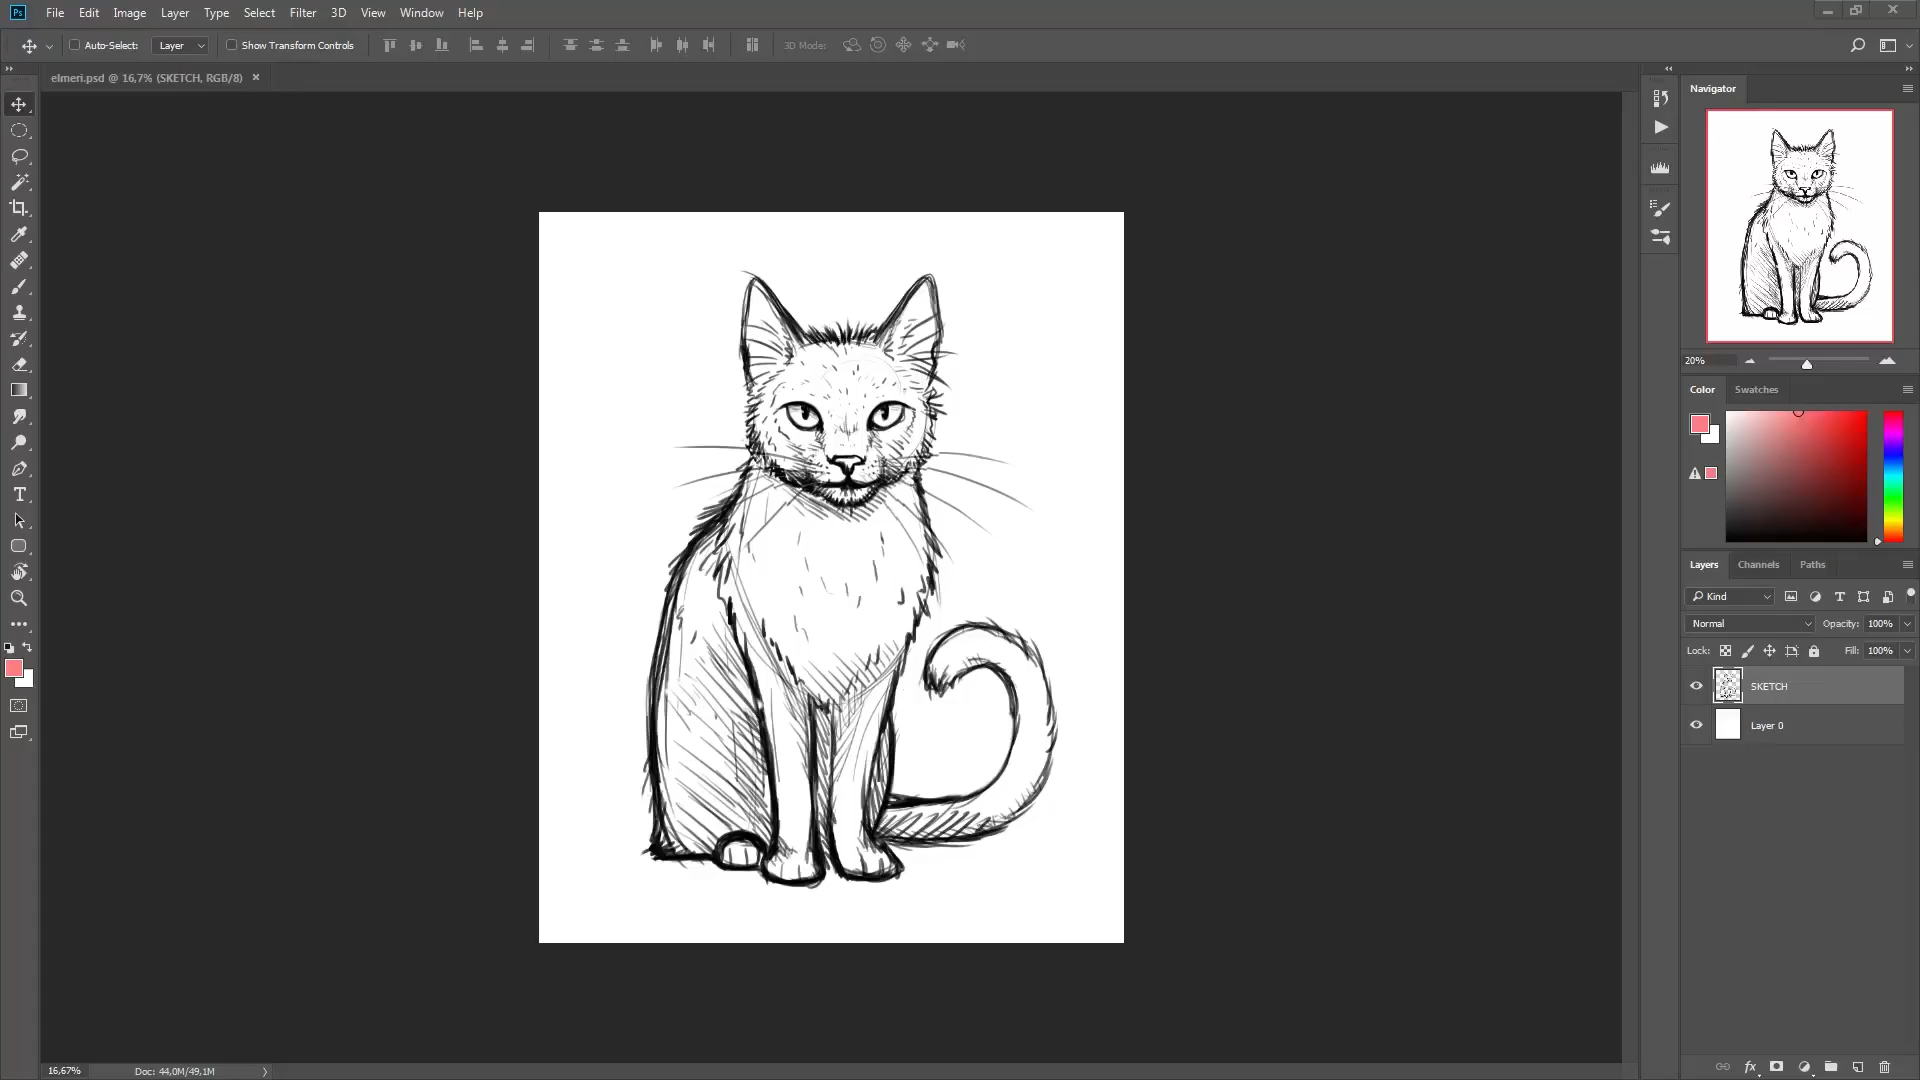 Ps File Edit Image Layer Type Select Filter 3D View Window Help
Auto-Select: Layer Show Transform Controls 3D Mode:
elmeri.psd @ 16,7% (SKETCH, RGB/8) ×
Navigator
20%
Color Swatches
Layers Channels Paths
Kind
Normal Opacity: 100%
Lock: Fill: 100%
SKETCH
Layer 0
16,67% Doc: 44,0M/49,1M